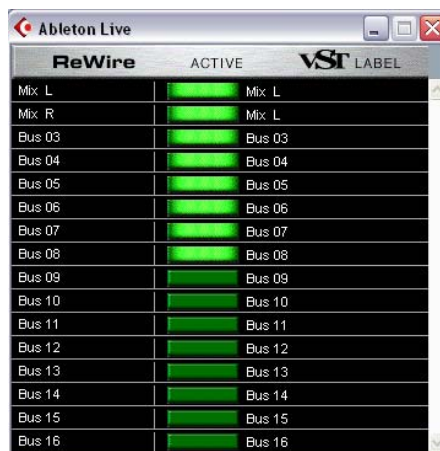 Ableton Live
ReWire ACTIVE VST LABEL
Mix L Mix L
Mix R Mix L
Bus 03 Bus 03
Bus 04 Bus 04
Bus 05 Bus 05
Bus 06 Bus 06
Bus 07 Bus 07
Bus 08 Bus 08
Bus 09 Bus 09
Bus 10 Bus 10
Bus 11 Bus 11
Bus 12 Bus 12
Bus 13 Bus 13
Bus 14 Bus 14
Bus 15 Bus 15
Bus 16 Bus 16